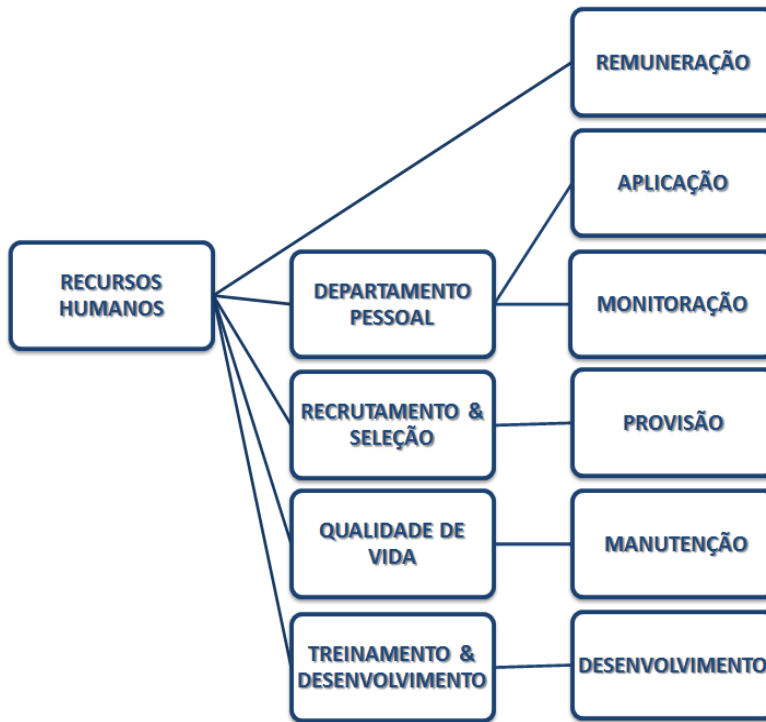 REMUNERAÇÃO
APLICAÇÃO
RECURSOS
HUMANOS
DEPARTAMENTO
PESSOAL
MONITORAÇÃO
RECRUTAMENTO &
SELEÇÃO
PROVISÃO
QUALIDADE DE
VIDA
MANUTENÇÃO
TREINAMENTO &
DESENVOLVIMENTO
DESENVOLVIMENTO